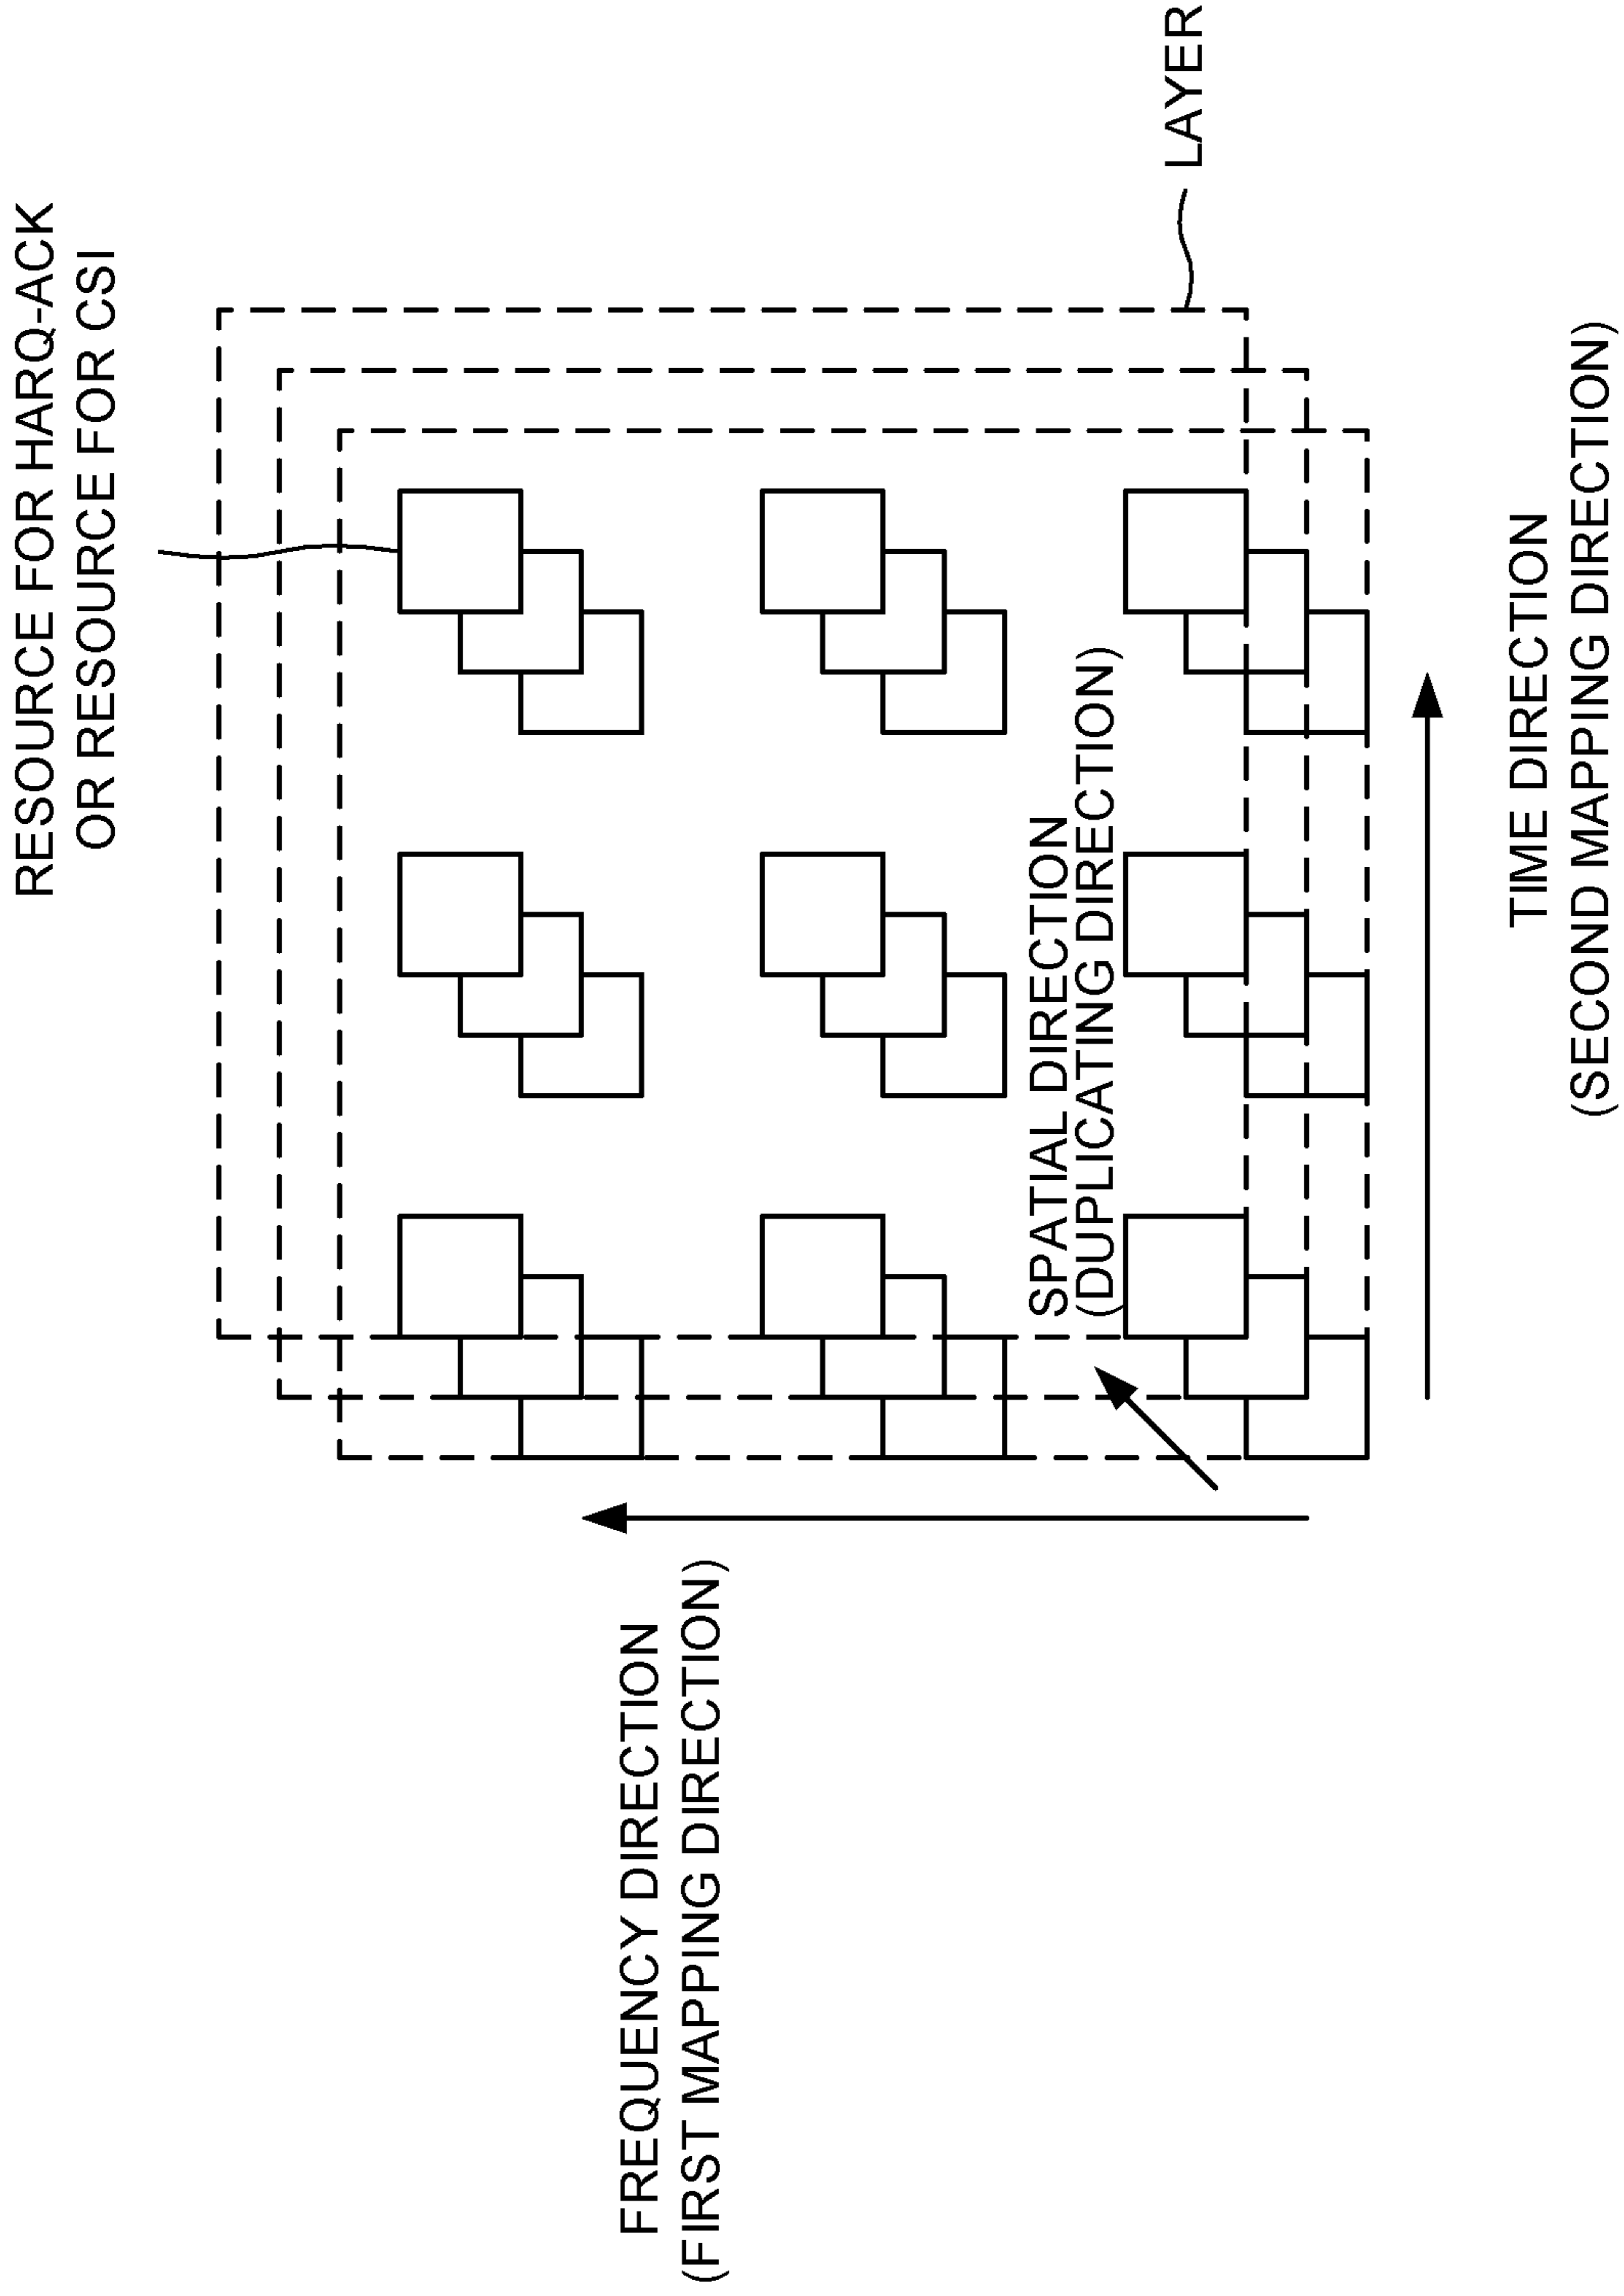 RESOURCE FOR HARQ-ACK
OR RESOURCE FOR CSI
LAYER
FREQUENCY DIRECTION
(FIRST MAPPING DIRECTION)
SPATIAL DIRECTION
(DUPLICATING DIRECTION)
TIME DIRECTION
(SECOND MAPPING DIRECTION)